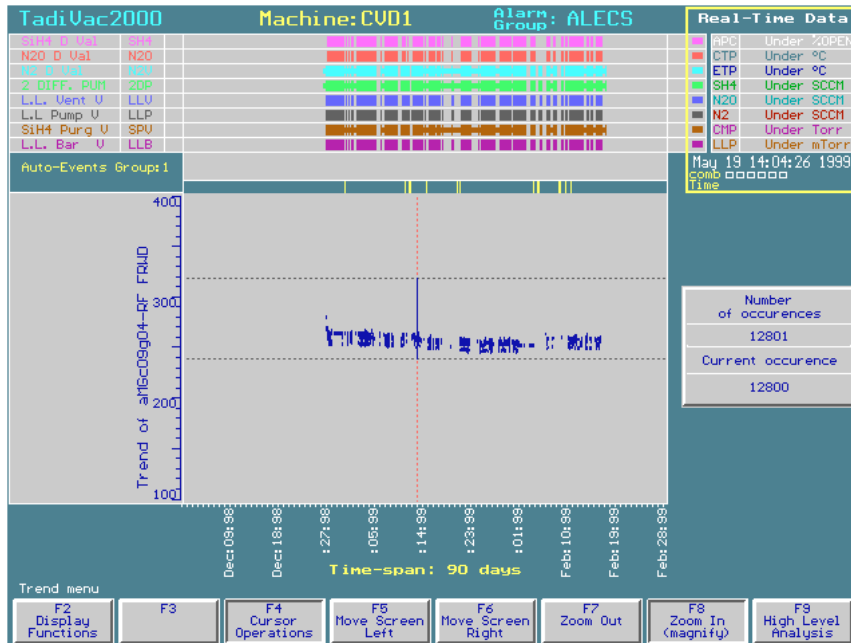 TadiVac2000 Machine:CVD1 Alarm Group: ALECS Real-Time Data
SiH4 D Val SH4 APC Under %OPEN
N2O D Val N2O CTP Under °C
N2 D Val N2V ETP Under °C
2 DIFF. PUM 2DP SH4 Under SCCM
L.L. Vent V LLV N2O Under SCCM
L.L Pump V LLP N2 Under SCCM
SiH4 Purg V SPV CMP Under Torr
L.L. Bar V LLB LLP Under mTorr
Auto-Events Group:1
May 19 14:04:26 1999
comb
Time
400
300
200
100
Trend of aMGc09g04-RF FRWD
Number
of occurences
12801
Current occurence
12800
Dec:09:98
Dec:18:98
:27:98
:05:99
:14:99
:23:99
:01:99
Feb:10:99
Feb:19:99
Feb:28:99
Time-span: 90 days
Trend menu
F2 Display Functions
F3
F4 Cursor Operations
F5 Move Screen Left
F6 Move Screen Right
F7 Zoom Out
F8 Zoom In (magnify)
F9 High Level Analysis